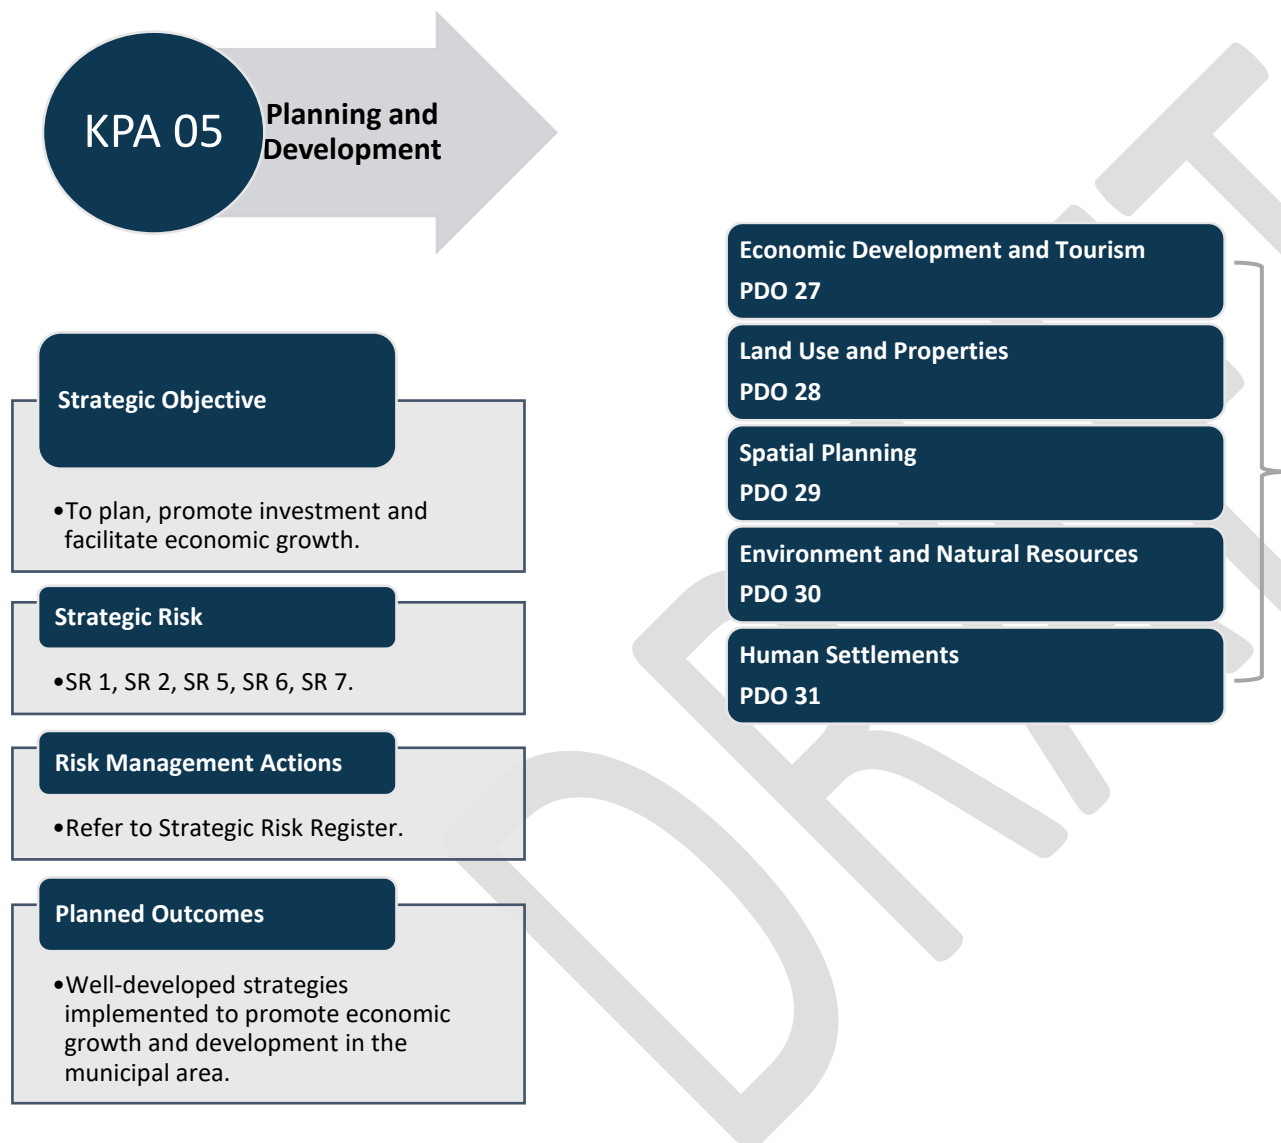 KPA 05
Planning and
Development
Strategic Objective
•To plan, promote investment and
facilitate economic growth.
Strategic Risk
•SR 1, SR 2, SR 5, SR 6, SR 7.
Risk Management Actions
•Refer to Strategic Risk Register.
Planned Outcomes
•Well-developed strategies
implemented to promote economic
growth and development in the
municipal area.
Economic Development and Tourism
PDO 27
Land Use and Properties
PDO 28
Spatial Planning
PDO 29
Environment and Natural Resources
PDO 30
Human Settlements
PDO 31
DRAFT